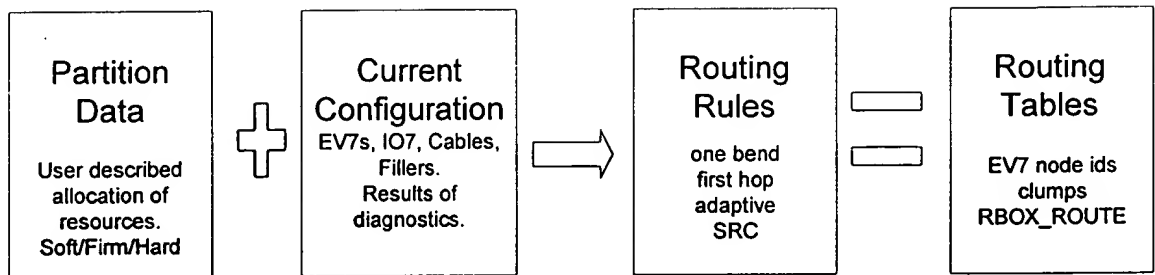 Partition
Data
User described
allocation of
resources.
Soft/Firm/Hard
Current
Configuration
EV7s, IO7, Cables,
Fillers.
Results of
diagnostics.
Routing
Rules
one bend
first hop
adaptive
SRC
Routing
Tables
EV7 node ids
clumps
RBOX_ROUTE